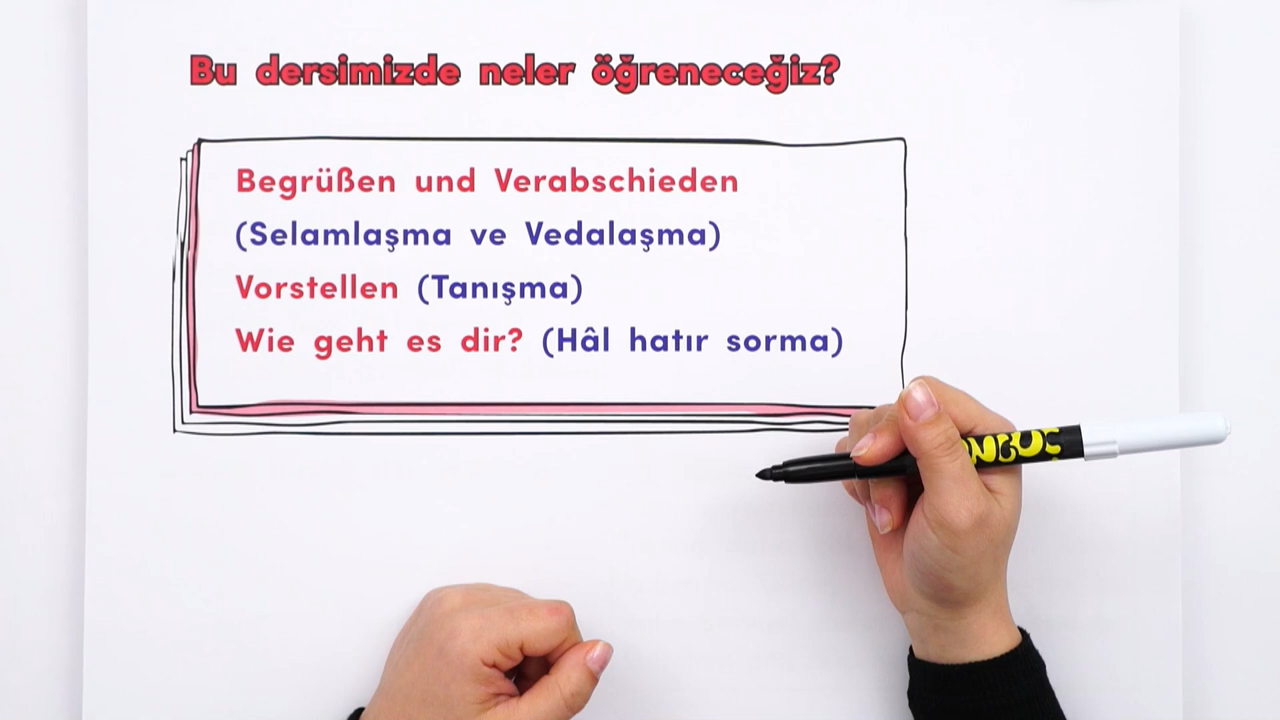 Bu dersimizde neler öğreneceğiz?
Begrüßen und Verabschieden
(Selamlaşma ve Vedalaşma)
Vorstellen (Tanışma)
Wie geht es dir? (Hâl hatır sorma)